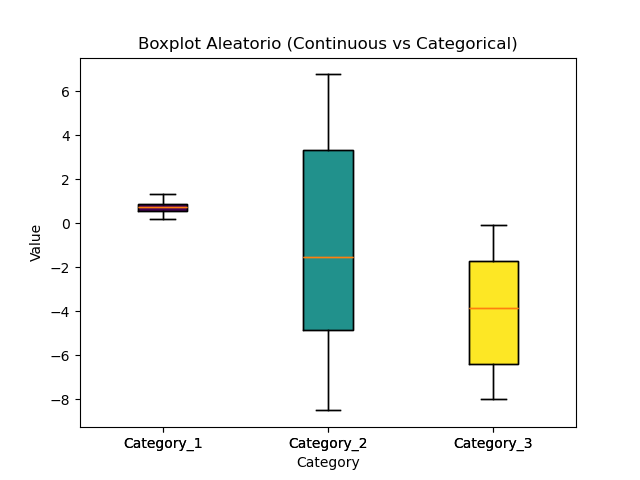 Boxplot Aleatorio (Continuous vs Categorical)
6
4
2
0
−2
−4
−6
−8
Value
Category_1 Category_2 Category_3
Category